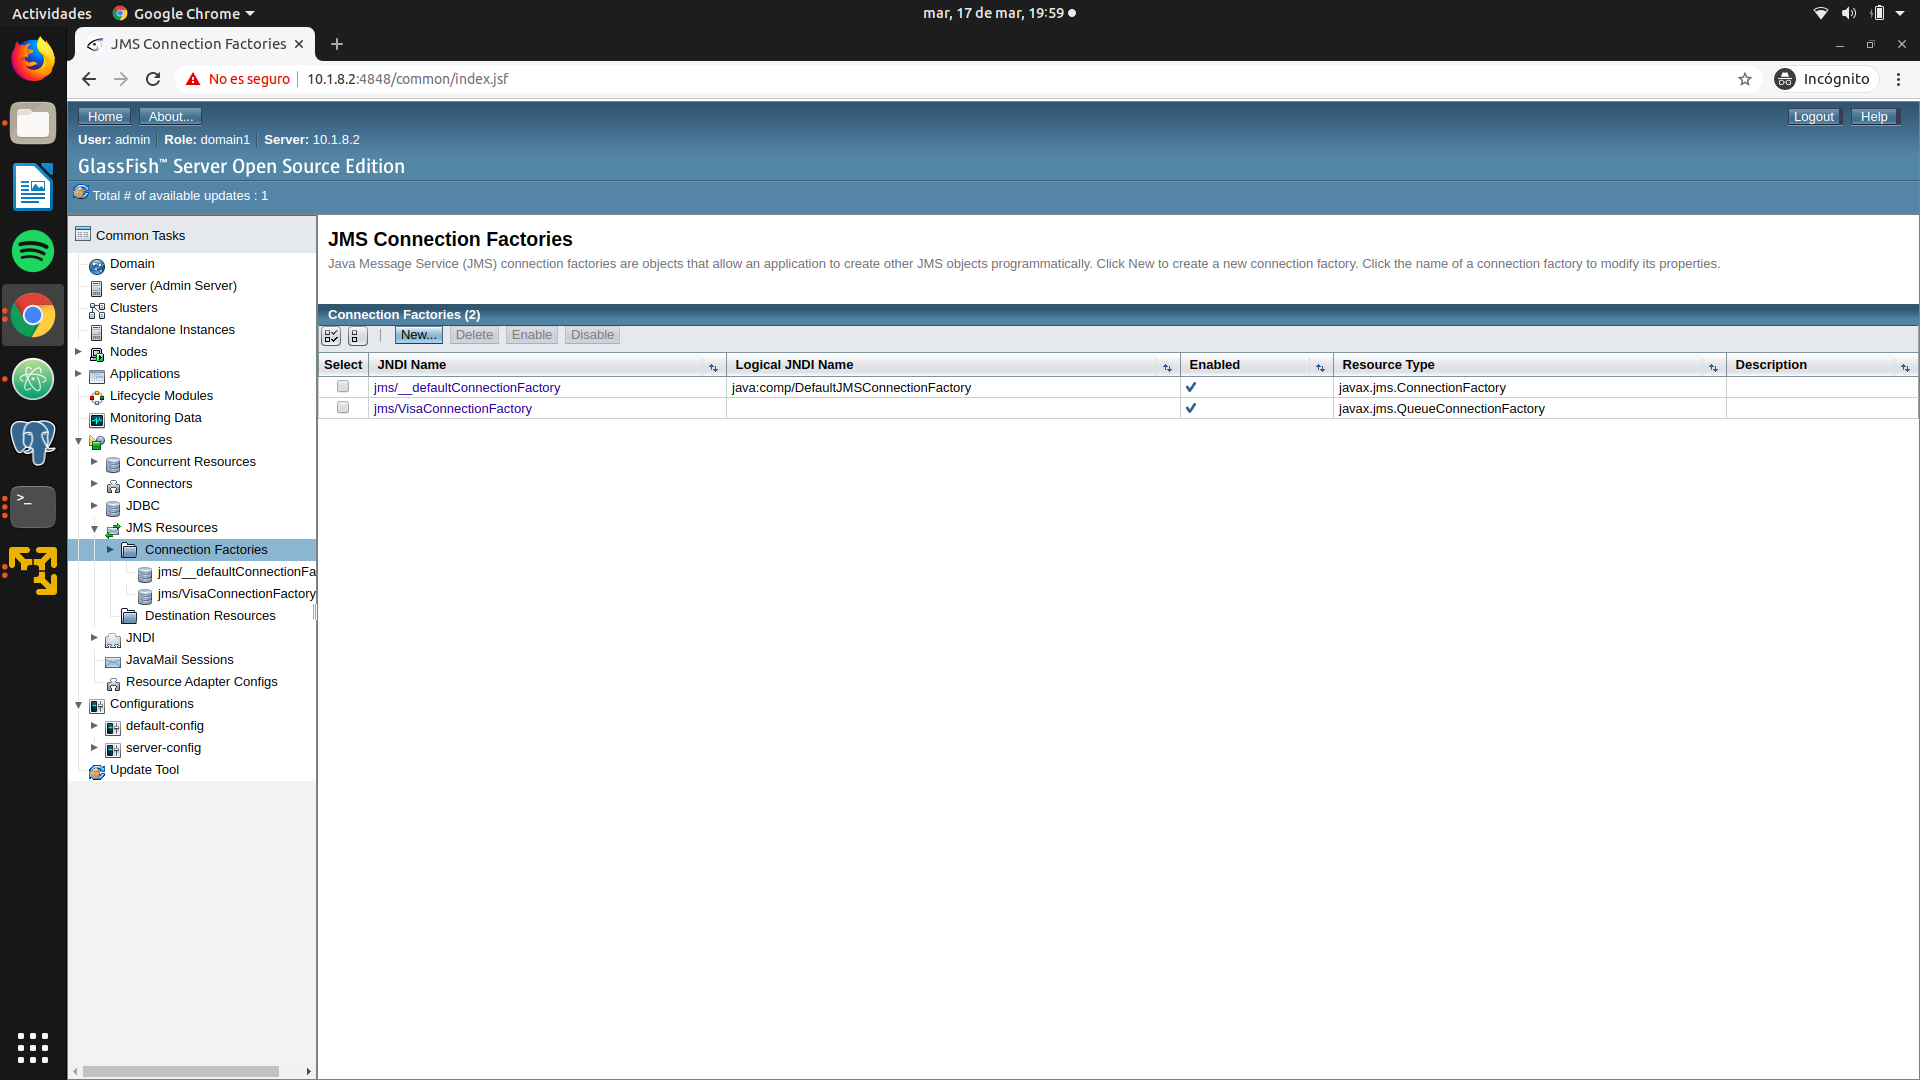 Actividades
Google Chrome
mar, 17 de mar, 19:59
JMS Connection Factories
No es seguro
10.1.8.2:4848/common/index.jsf
Incógnito
Home
About...
Logout
Help
User: admin
Role: domain1
Server: 10.1.8.2
GlassFish™ Server Open Source Edition
Total # of available updates : 1
Common Tasks
Domain
server (Admin Server)
Clusters
Standalone Instances
Nodes
Applications
Lifecycle Modules
Monitoring Data
Resources
Concurrent Resources
Connectors
JDBC
JMS Resources
Connection Factories
jms/__defaultConnectionFa
jms/VisaConnectionFactory
Destination Resources
JNDI
JavaMail Sessions
Resource Adapter Configs
Configurations
default-config
server-config
Update Tool
JMS Connection Factories
Java Message Service (JMS) connection factories are objects that allow an application to create other JMS objects programmatically. Click New to create a new connection factory. Click the name of a connection factory to modify its properties.
Connection Factories (2)
New...
Delete
Enable
Disable
Select
JNDI Name
Logical JNDI Name
Enabled
Resource Type
Description
jms/__defaultConnectionFactory
java:comp/DefaultJMSConnectionFactory
javax.jms.ConnectionFactory
jms/VisaConnectionFactory
javax.jms.QueueConnectionFactory